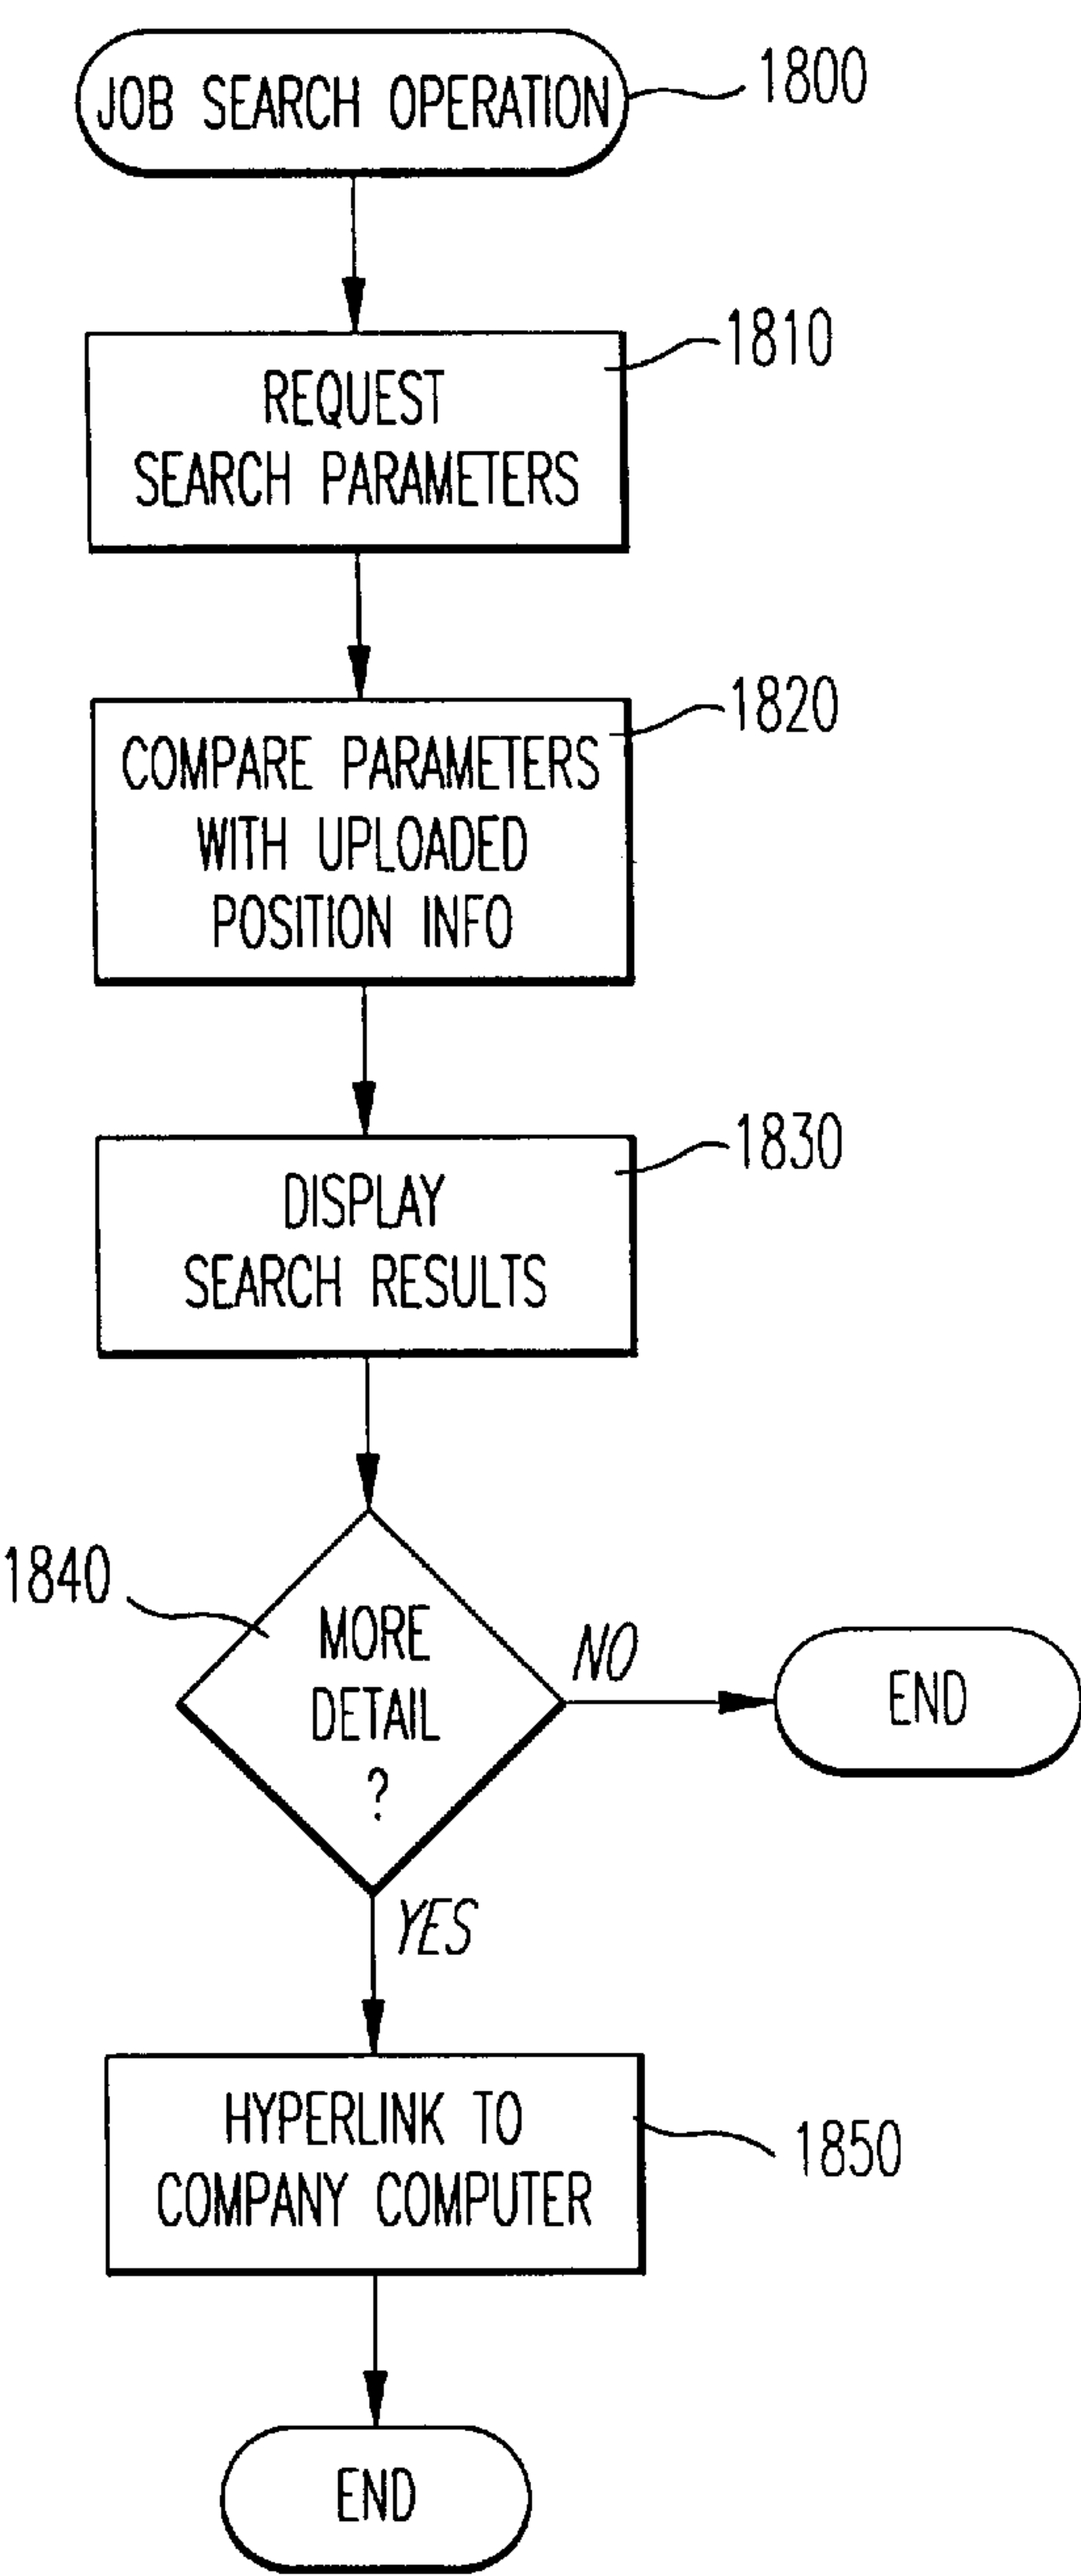 JOB SEARCH OPERATION
1800
1810
REQUEST
SEARCH PARAMETERS
1820
COMPARE PARAMETERS
WITH UPLOADED
POSITION INFO
1830
DISPLAY
SEARCH RESULTS
1840
MORE
DETAIL
?
NO
END
YES
HYPERLINK TO
COMPANY COMPUTER
1850
END